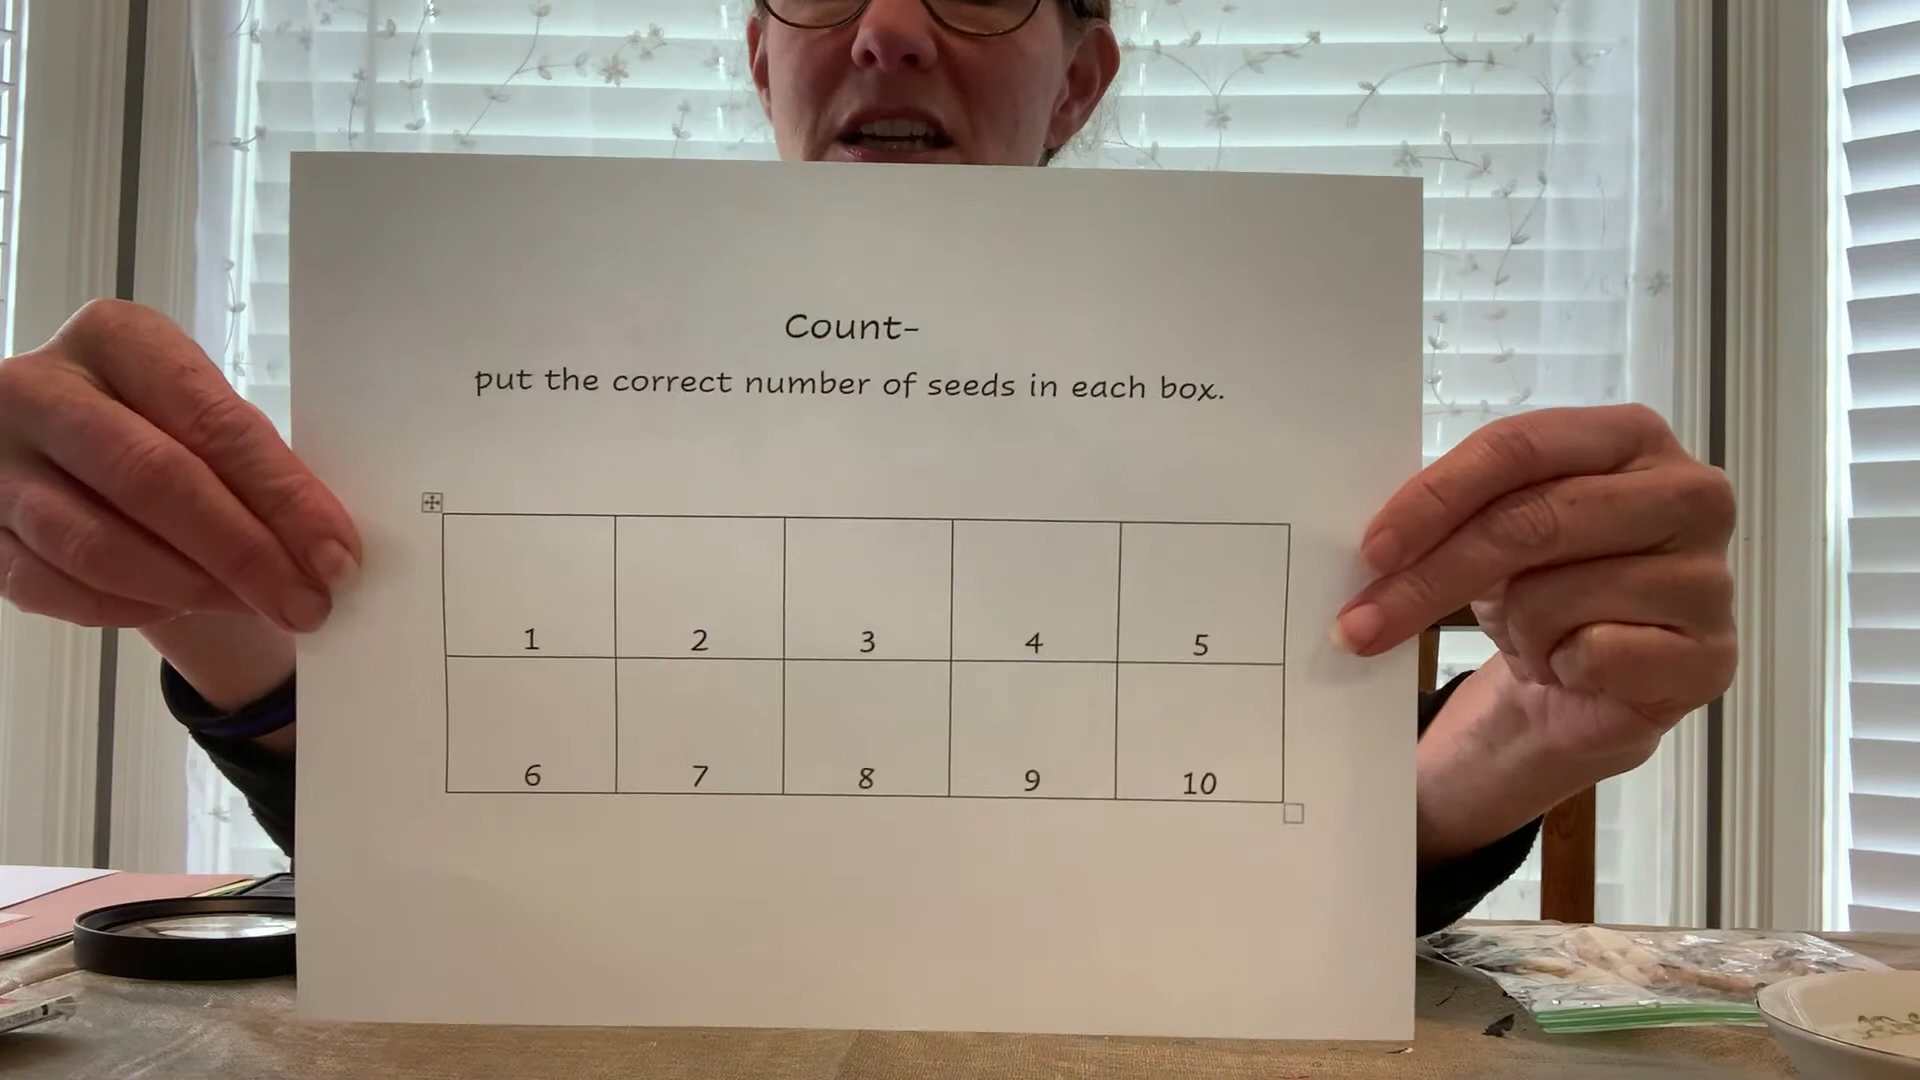 Count-
put the correct number of seeds in each box.
1 2 3 4 5
6 7 8 9 10